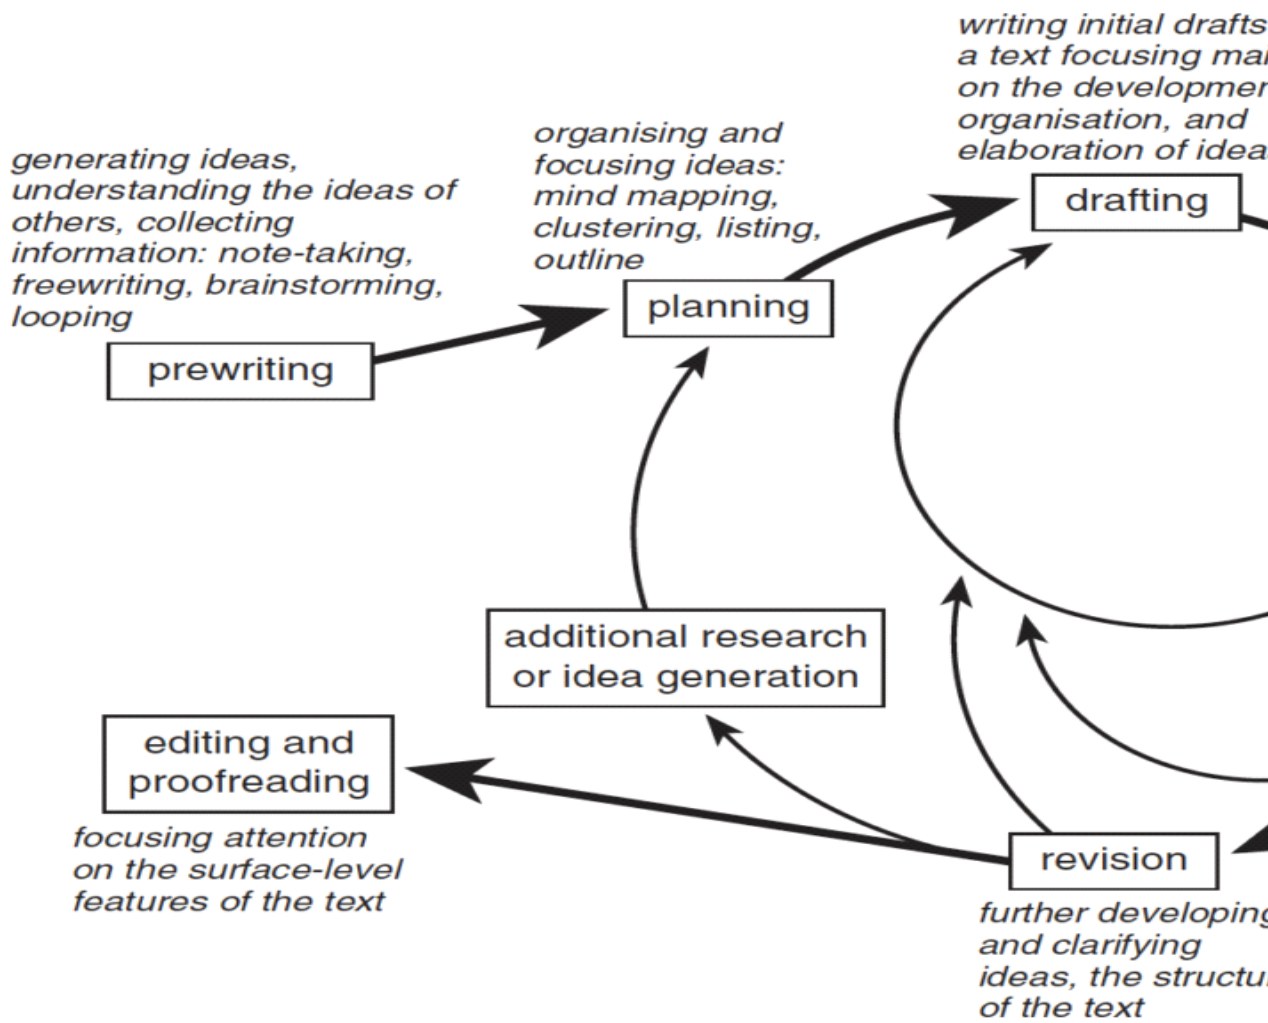 writing initial drafts
a text focusing
on the
organisation, and
elaboration of
drafting
organising and
focusing ideas:
mind mapping,
clustering, listing,
outline
planning
generating ideas,
understanding the ideas of
others, collecting
information: note-taking,
freewriting, brainstorming,
looping
prewriting
additional research
or idea generation
editing and
proofreading
focusing attention
on the surface-level
features of the text
revision
further developing
and clarifying
ideas, the
of the text